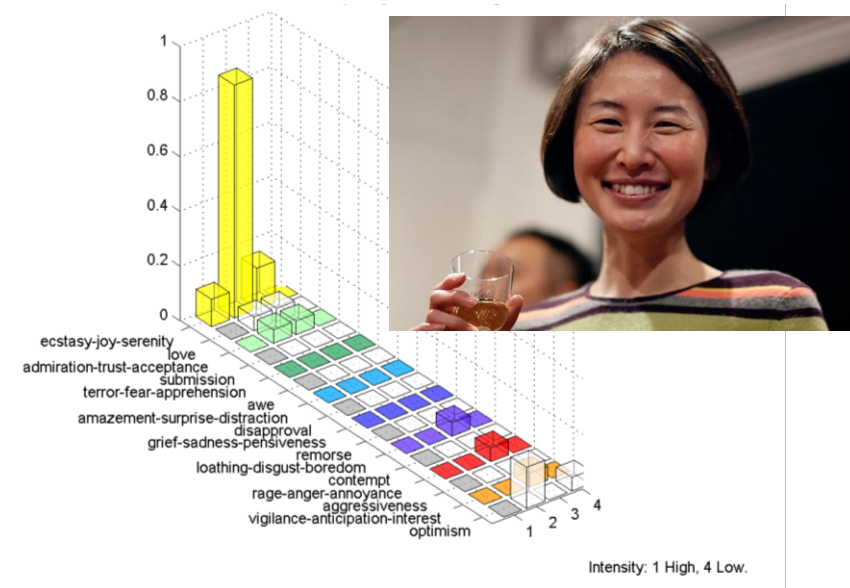 1
0.8
0.6
0.4
0.2
0
ecstasy-joy-serenity
love
admiration-trust-acceptance
submission
terror-fear-apprehension
awe
amazement-surprise-distraction
disapproval
grief-sadness-pensiveness
remorse
loathing-disgust-boredom
contempt
rage-anger-annoyance
aggressiveness
vigilance-anticipation-interest
optimism
1 2 3 4
Intensity: 1 High, 4 Low.